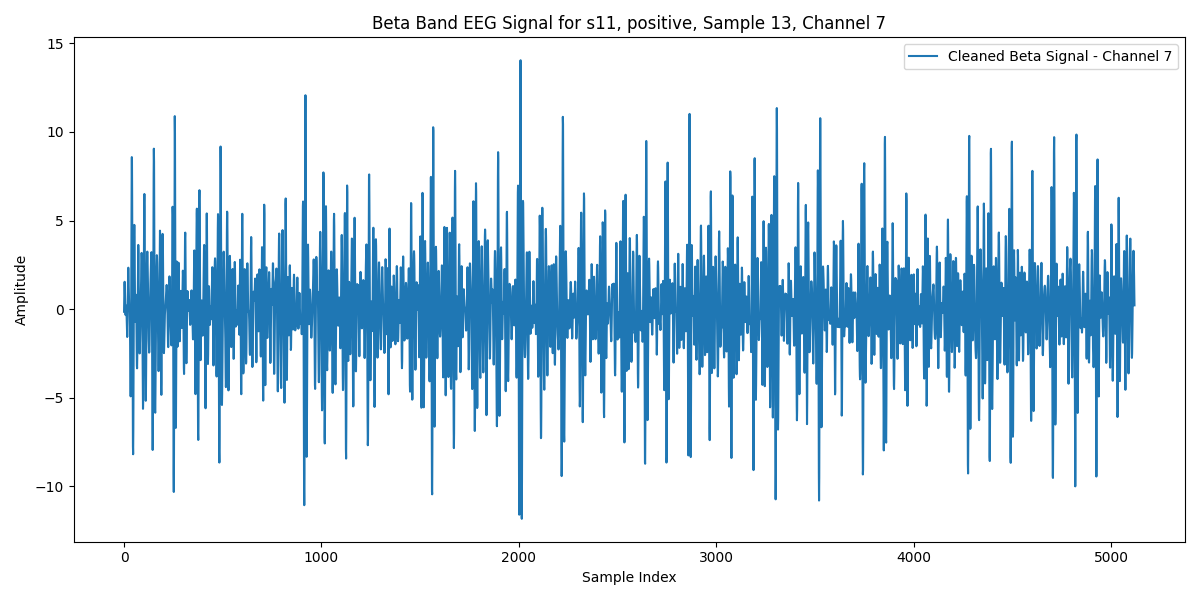 Beta Band EEG Signal for s11, positive, Sample 13, Channel 7
Cleaned Beta Signal - Channel 7
15
10
5
0
−5
−10
Amplitude
0 1000 2000 3000 4000 5000
Sample Index